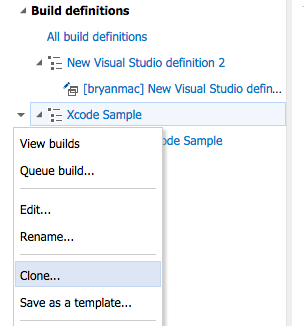 Build definitions
All build definitions
New Visual Studio definition 2
[bryanmac] New Visual Studio defin...
Xcode Sample
ode Sample
View builds
Queue build...
Edit...
Rename...
Clone...
Save as a template...